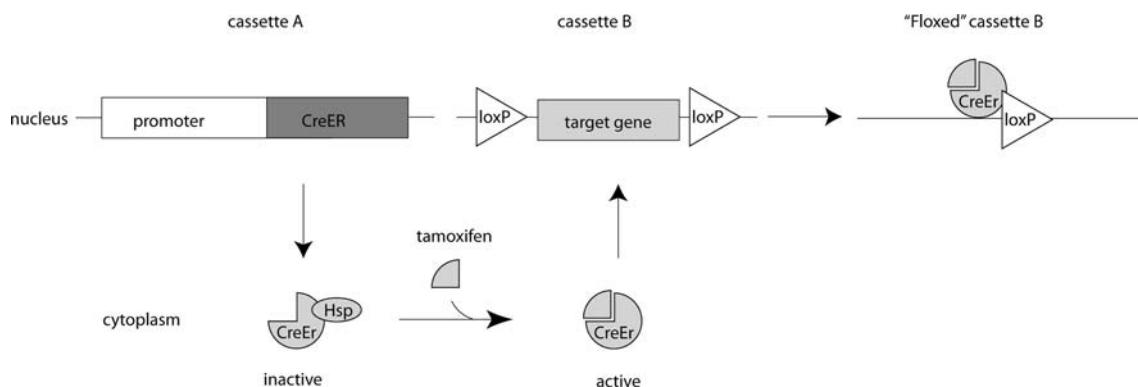 cassette A
cassette B
"Floxed" cassette B
nucleus
promoter
CreER
loxP
target gene
loxP
CreEr
loxP
tamoxifen
cytoplasm
Hsp
CreEr
CreEr
inactive
active